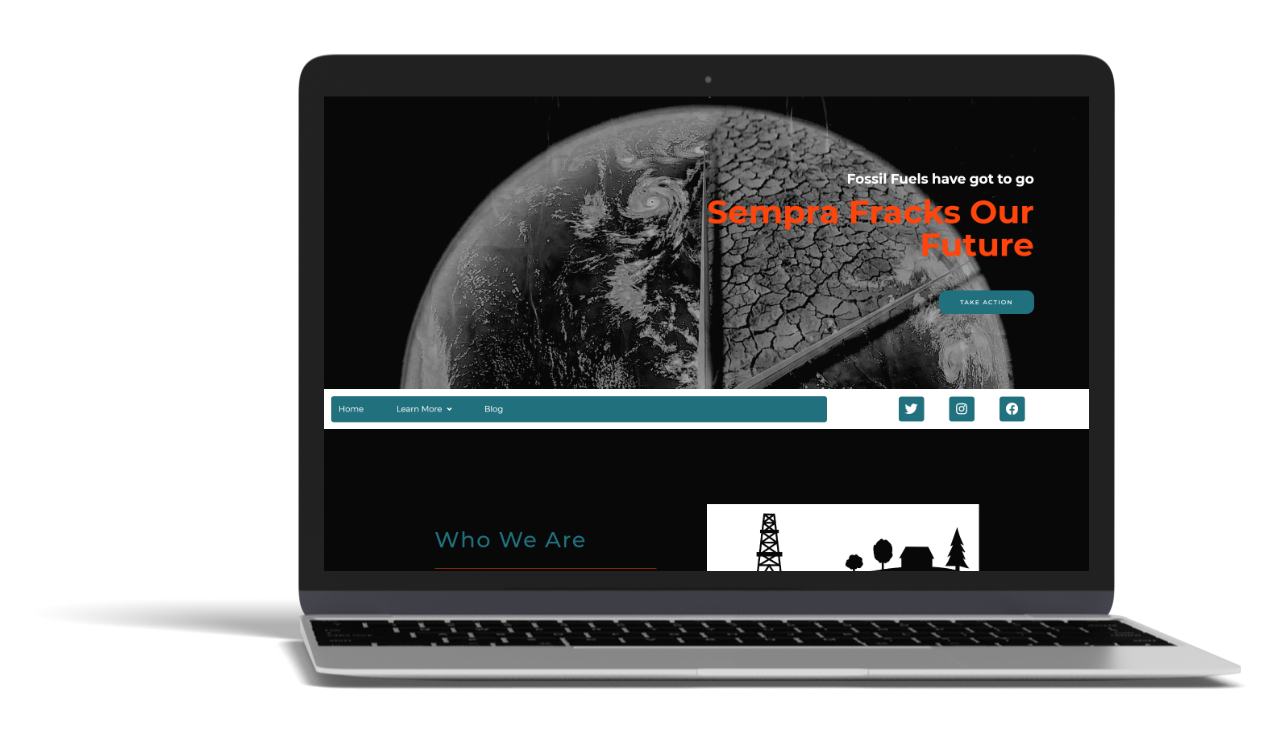 Fossil Fuels have got to go
Sempra Fracks Our
Future
TAKE ACTION
Home Learn More Blog
Who We Are